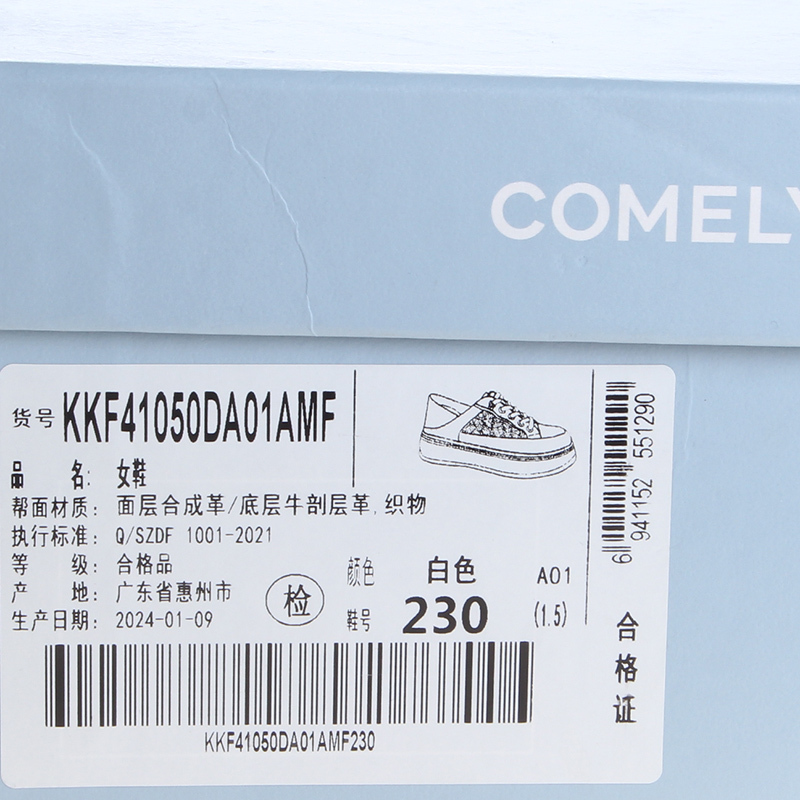 COMELY
货号 KKF41050DA01AMF
品 名: 女鞋
帮面材质: 面层合成革/底层牛剖层革,织物
执行标准: Q/SZDF 1001-2021
等 级: 合格品
产 地: 广东省惠州市
生产日期: 2024-01-09
检
颜色 白色 A01
鞋号 230 (1.5)
KKF41050DA01AMF230
6 941152 551290
合格证